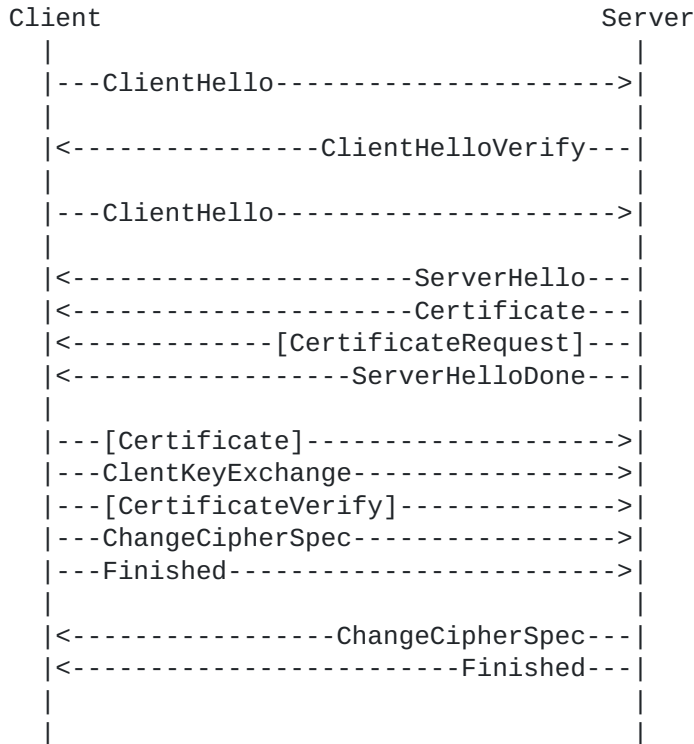 Client Server
| |
|---ClientHello---------------------->|
| |
|<----------------ClientHelloVerify---|
| |
|---ClientHello---------------------->|
| |
|<----------------------ServerHello---|
|<----------------------Certificate---|
|<-------------[CertificateRequest]---|
|<------------------ServerHelloDone---|
| |
|---[Certificate]-------------------->|
|---ClentKeyExchange----------------->|
|---[CertificateVerify]-------------->|
|---ChangeCipherSpec----------------->|
|---Finished------------------------->|
| |
|<-----------------ChangeCipherSpec---|
|<-------------------------Finished---|
| |
| |